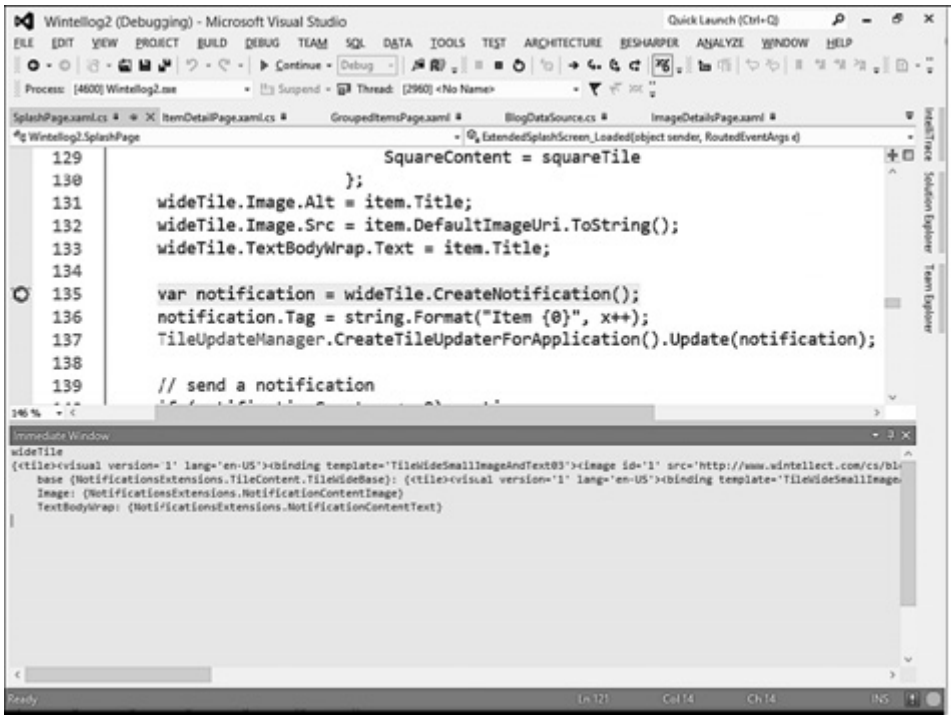 Wintellog2 (Debugging) - Microsoft Visual Studio
Quick Launch (Ctrl+Q)
FILE EDIT VIEW PROJECT BUILD DEBUG TEAM SQL DATA TOOLS TEST ARCHITECTURE RESHARPER ANALYZE WINDOW HELP
Continue Debug
Process: [4600] Wintellog2.exe Suspend Thread: [2960] <No Name>
SplashPage.xaml.cs ItemDetailPage.xaml.cs GroupedItemsPage.xaml BlogDataSource.cs ImageDetailsPage.xaml
Wintellog2.SplashPage ExtendedSplashScreen_Loaded(object sender, RoutedEventArgs e)
129 SquareContent = squareTile
130 };
131 wideTile.Image.Alt = item.Title;
132 wideTile.Image.Src = item.DefaultImageUri.ToString();
133 wideTile.TextBodyWrap.Text = item.Title;
134
135 var notification = wideTile.CreateNotification();
136 notification.Tag = string.Format("Item {0}", x++);
137 TileUpdateManager.CreateTileUpdaterForApplication().Update(notification);
138
139 // send a notification
146 %
IntelliTrace
Solution Explorer
Team Explorer
Immediate Window
wideTile
{<tile><visual version='1' lang='en-US'><binding template='TileWideSmallImageAndText03'><image id='1' src='http://www.wintellect.com/cs/bl
base {NotificationsExtensions.TileContent.TileWideBase}: {<tile><visual version='1' lang='en-US'><binding template='TileWideSmallImage
Image: {NotificationsExtensions.NotificationContentImage}
TextBodyWrap: {NotificationsExtensions.NotificationContentText}
Ready Ln 121 Col 14 Ch 14 INS